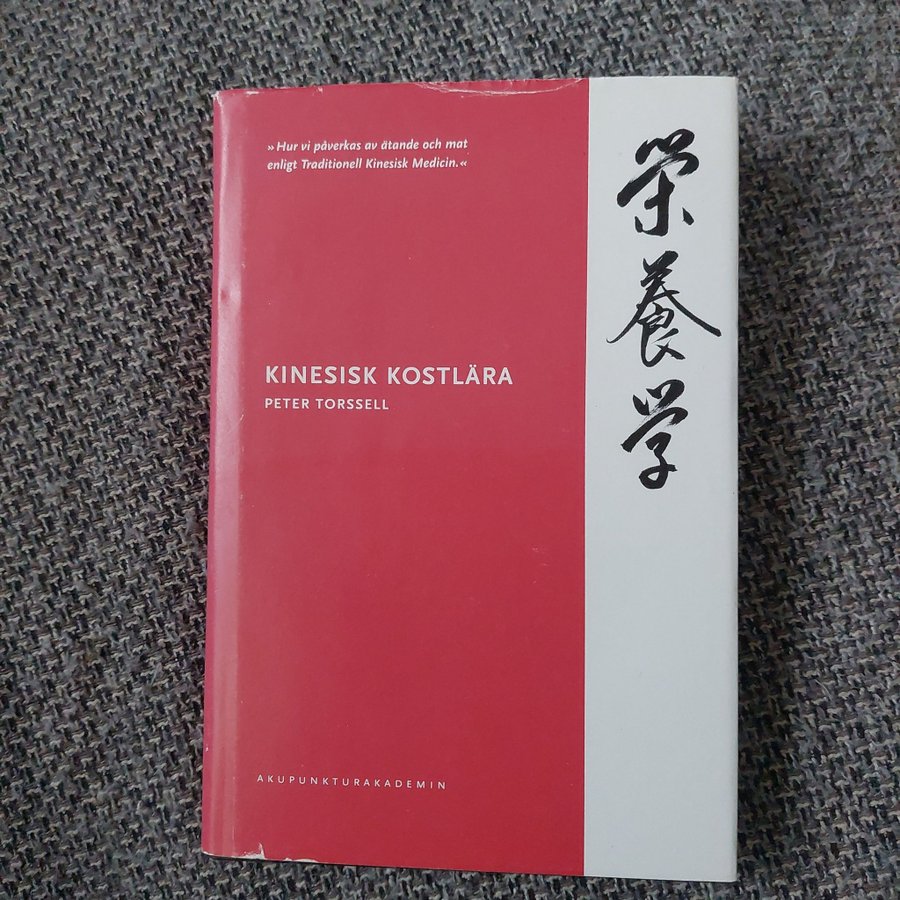 »Hur vi påverkas av ätande och mat
enligt Traditionell Kinesisk Medicin.«
KINESISK KOSTLÄRA
PETER TORSSELL
AKUPUNKTURAKADEMIN
栄養学